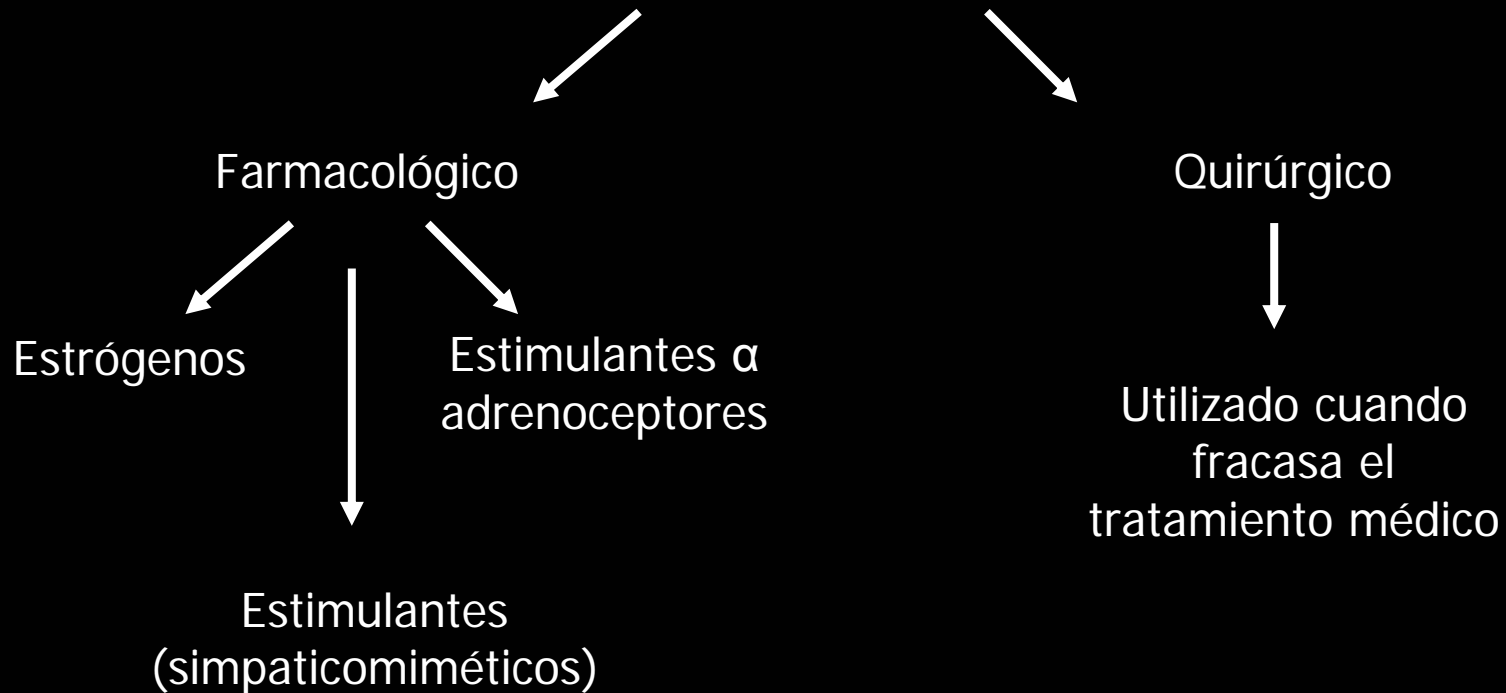 Farmacológico
Quirúrgico
Estrógenos
Estimulantes α
adrenoceptores
Utilizado cuando
fracasa el
tratamiento médico
Estimulantes
(simpaticomiméticos)